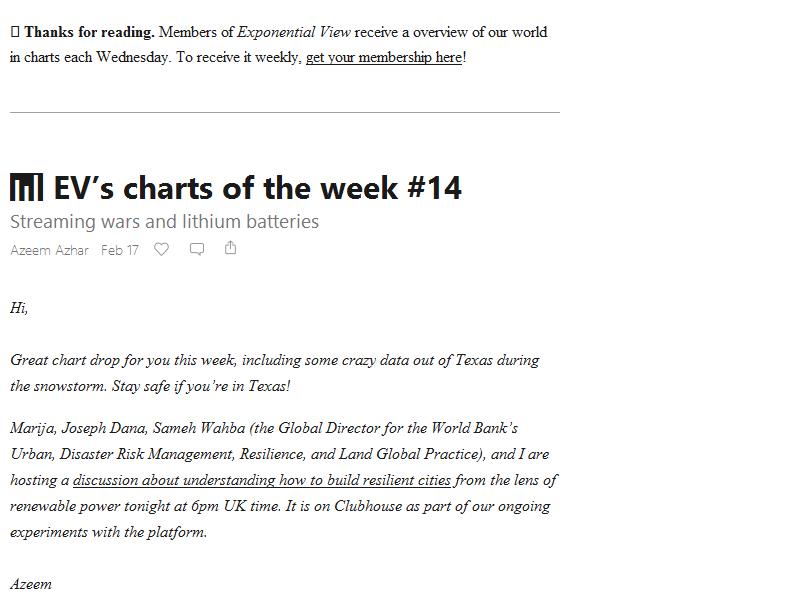 Thanks for reading. Members of Exponential View receive a overview of our world
in charts each Wednesday. To receive it weekly, get your membership here!
EV’s charts of the week #14
Streaming wars and lithium batteries
Azeem Azhar Feb 17
Hi,
Great chart drop for you this week, including some crazy data out of Texas during
the snowstorm. Stay safe if you’re in Texas!
Marija, Joseph Dana, Sameh Wahba (the Global Director for the World Bank’s
Urban, Disaster Risk Management, Resilience, and Land Global Practice), and I are
hosting a discussion about understanding how to build resilient cities from the lens of
renewable power tonight at 6pm UK time. It is on Clubhouse as part of our ongoing
experiments with the platform.
Azeem